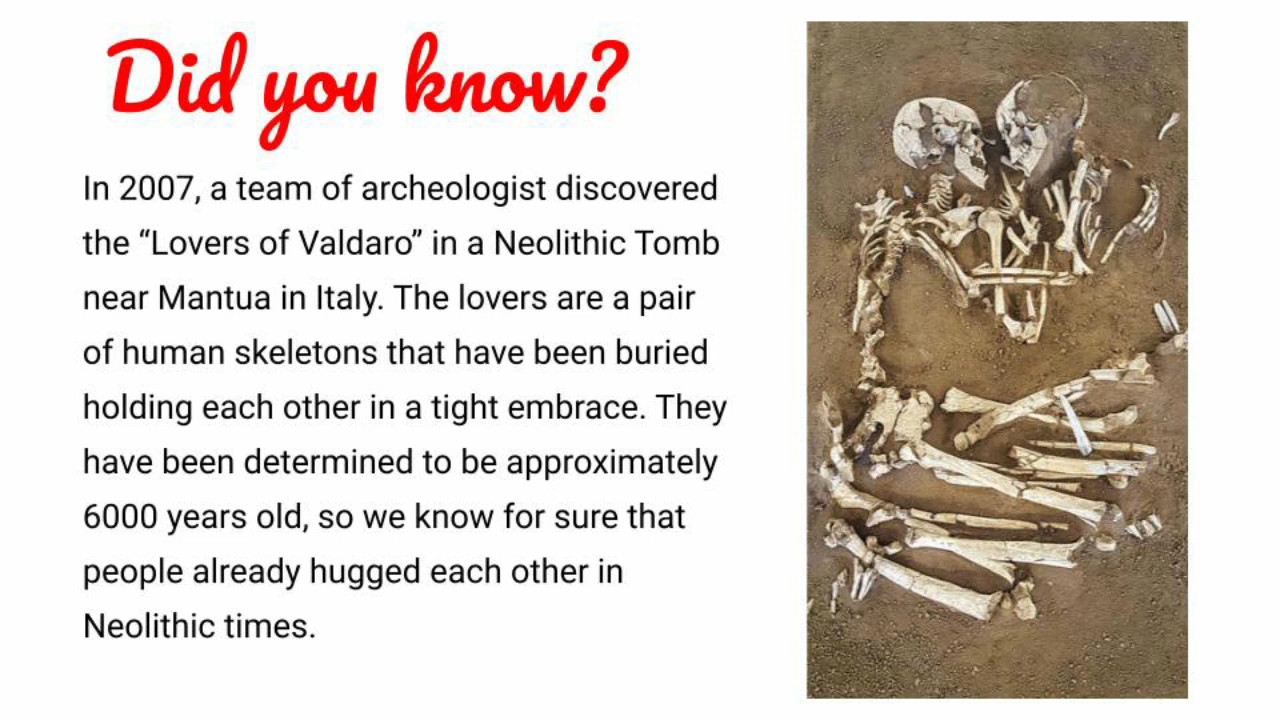 Did you know?
In 2007, a team of archeologist discovered
the “Lovers of Valdaro” in a Neolithic Tomb
near Mantua in Italy. The lovers are a pair
of human skeletons that have been buried
holding each other in a tight embrace. They
have been determined to be approximately
6000 years old, so we know for sure that
people already hugged each other in
Neolithic times.